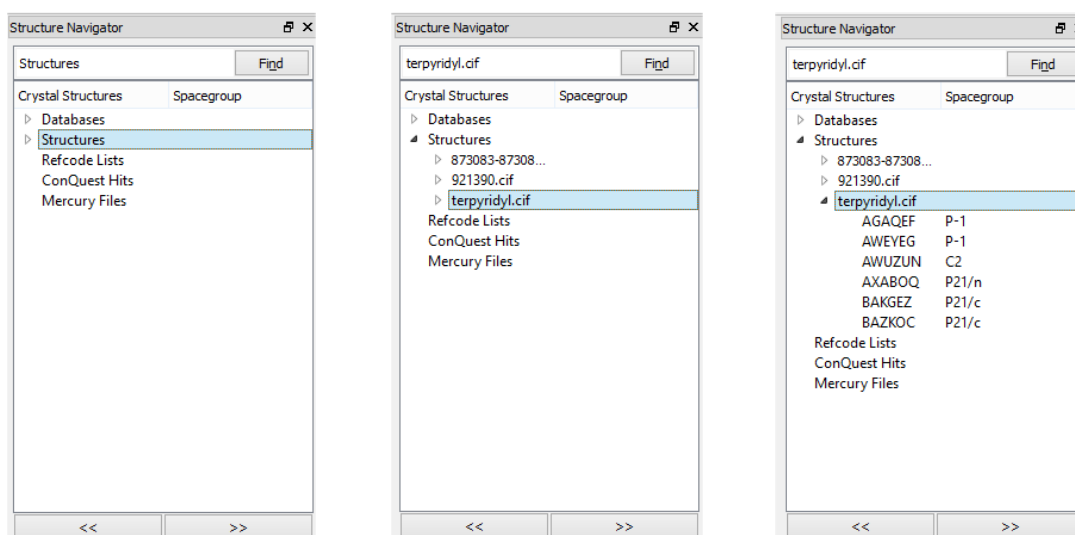 Structure Navigator
Structures Find
Crystal Structures Spacegroup
Databases
Structures
Refcode Lists
ConQuest Hits
Mercury Files
<< >>
Structure Navigator
terpyridyl.cif Find
Crystal Structures Spacegroup
Databases
Structures
873083-87308...
921390.cif
terpyridyl.cif
Refcode Lists
ConQuest Hits
Mercury Files
<< >>
Structure Navigator
terpyridyl.cif Find
Crystal Structures Spacegroup
Databases
Structures
873083-87308...
921390.cif
terpyridyl.cif
AGAQEF P-1
AWEYEG P-1
AWUZUN C2
AXABOQ P21/n
BAKGEZ P21/c
BAZKOC P21/c
Refcode Lists
ConQuest Hits
Mercury Files
<< >>